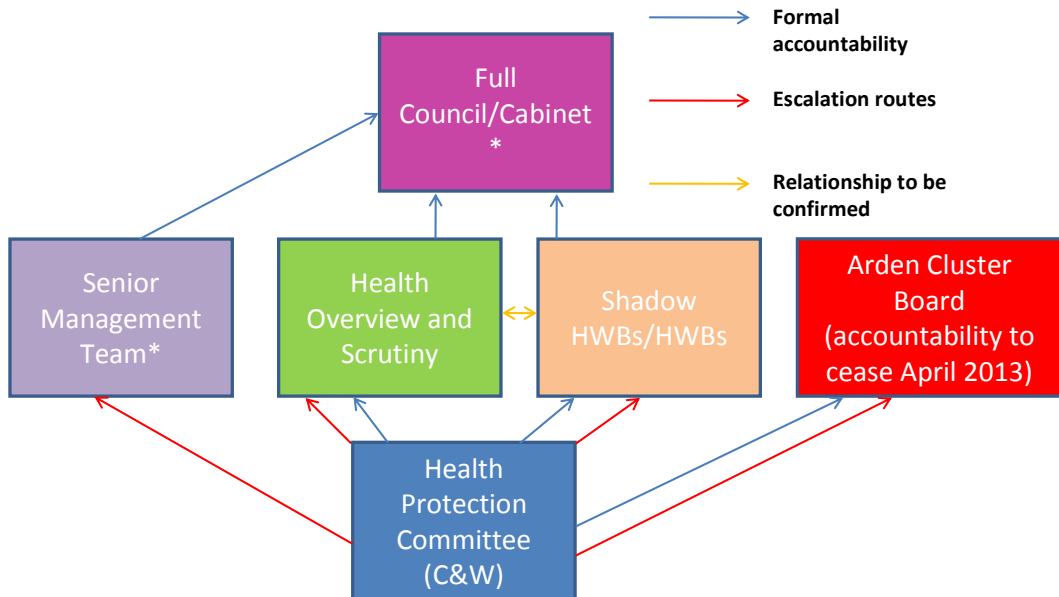 Formal
accountability
Full
Council/Cabinet
*
Escalation routes
Relationship to be
confirmed
Senior
Management
Team*
Health
Overview and
Scrutiny
Shadow
HWBs/HWBs
Arden Cluster
Board
(accountability to
cease April 2013)
Health
Protection
Committee
(C&W)